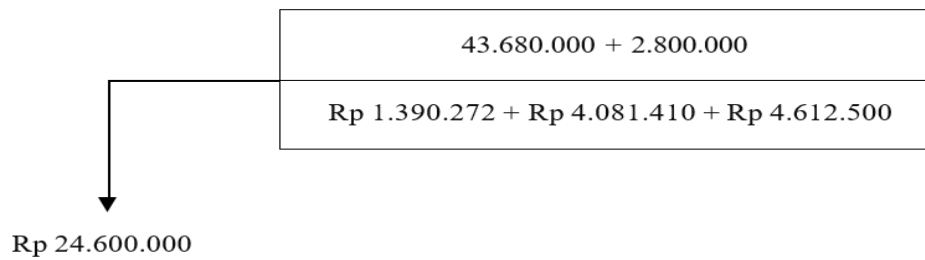 43.680.000 + 2.800.000
Rp 1.390.272 + Rp 4.081.410 + Rp 4.612.500
Rp 24.600.000